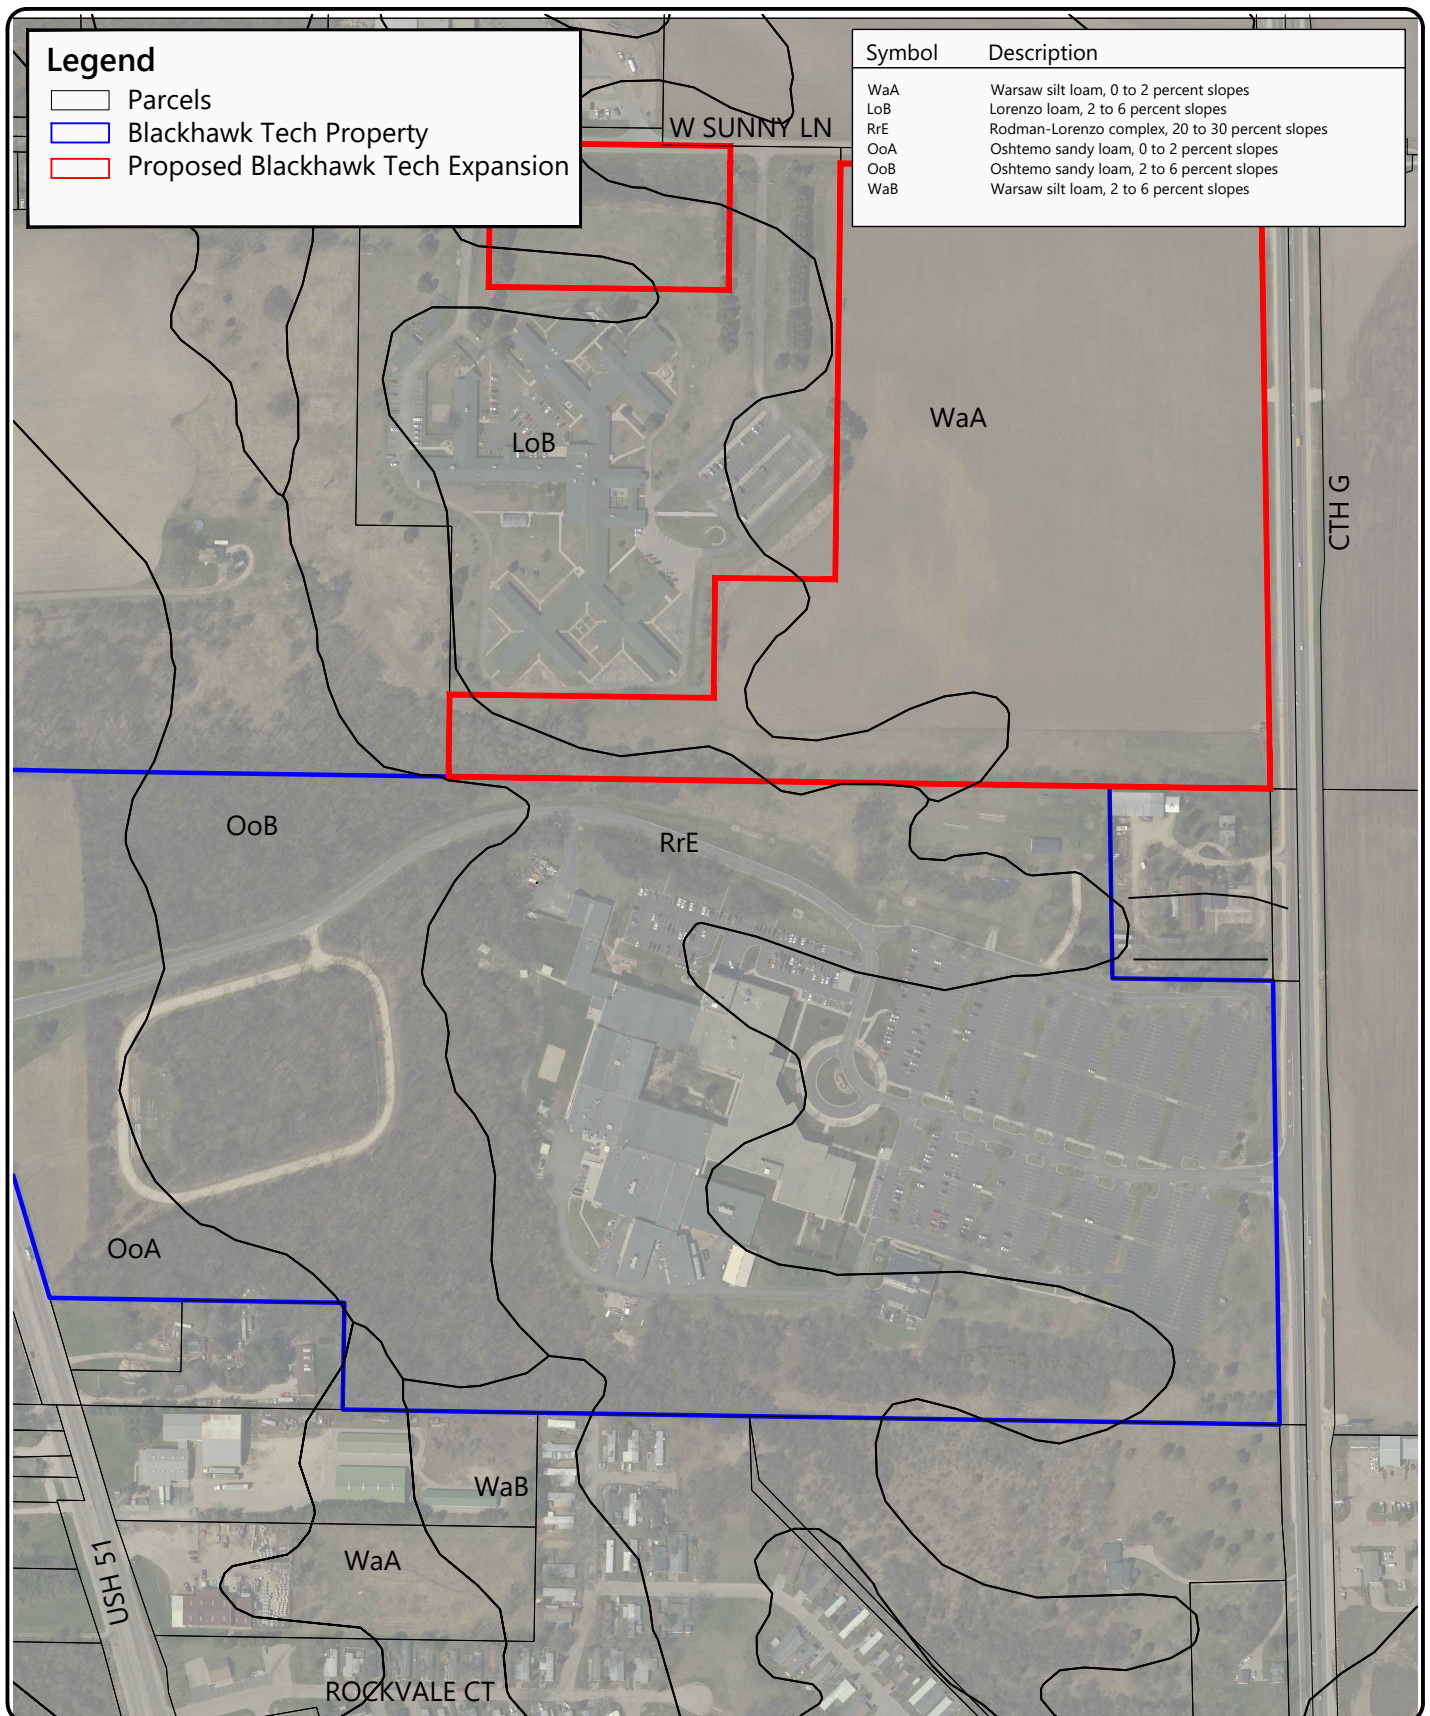 Legend
Parcels
Blackhawk Tech Property
Proposed Blackhawk Tech Expansion
Symbol Description
WaA Warsaw silt loam, 0 to 2 percent slopes
LoB Lorenzo loam, 2 to 6 percent slopes
RrE Rodman-Lorenzo complex, 20 to 30 percent slopes
OoA Oshtemo sandy loam, 0 to 2 percent slopes
OoB Oshtemo sandy loam, 2 to 6 percent slopes
WaB Warsaw silt loam, 2 to 6 percent slopes
W SUNNY LN
WaA
LoB
CTH G
OoB
RrE
OoA
WaB
WaA
USH 51
ROCKVALE CT